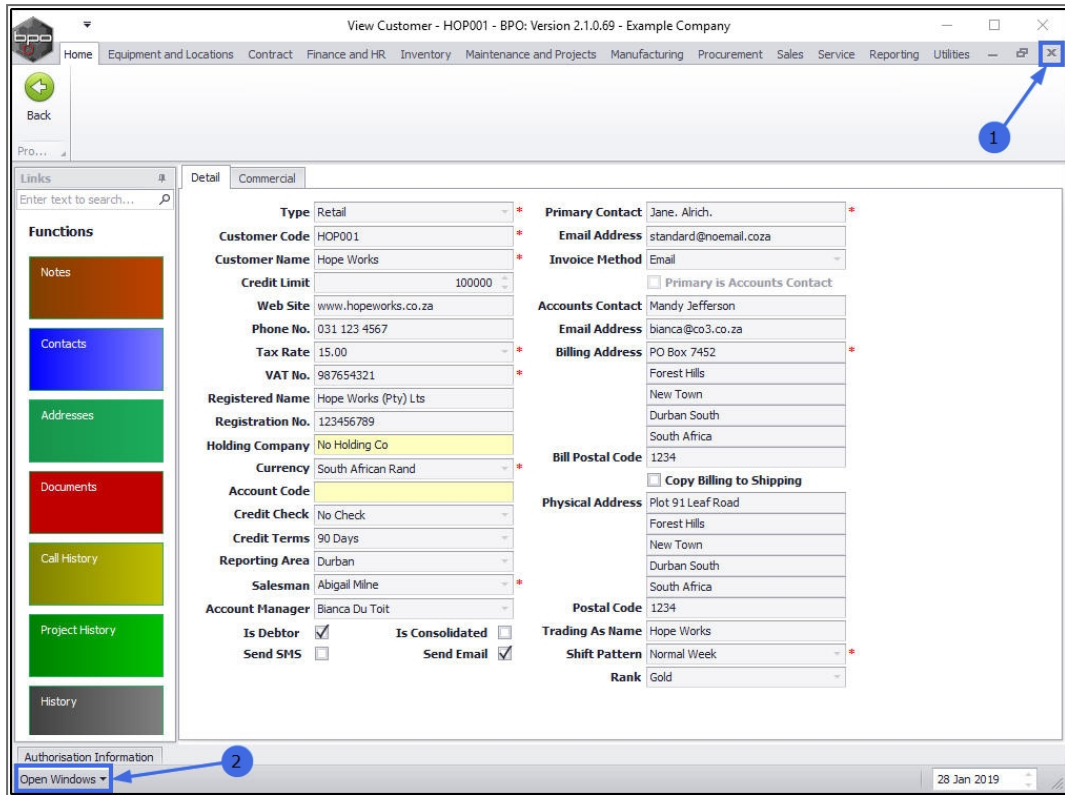 View Customer - HOP001 - BPO: Version 2.1.0.69 - Example Company
bpo
Home Equipment and Locations Contract Finance and HR Inventory Maintenance and Projects Manufacturing Procurement Sales Service Reporting Utilities
Back
1
Pro...
Links
Detail Commercial
Enter text to search...
Functions
Notes
Contacts
Addresses
Documents
Call History
Project History
History
Type Retail * Primary Contact Jane. Alrich. *
Customer Code HOP001 * Email Address standard@noemail.coza
Customer Name Hope Works * Invoice Method Email
Credit Limit 100000 Primary is Accounts Contact
Web Site www.hopeworks.co.za Accounts Contact Mandy Jefferson
Phone No. 031 123 4567 Email Address bianca@co3.co.za
Tax Rate 15.00 * Billing Address PO Box 7452 *
VAT No. 987654321 * Forest Hills
Registered Name Hope Works (Pty) Lts New Town
Registration No. 123456789 Durban South
Holding Company No Holding Co South Africa
Currency South African Rand * Bill Postal Code 1234
Account Code Copy Billing to Shipping
Credit Check No Check Physical Address Plot 91 Leaf Road
Forest Hills
Credit Terms 90 Days New Town
Reporting Area Durban Durban South
Salesman Abigail Milne * South Africa
Account Manager Bianca Du Toit Postal Code 1234
Is Debtor Is Consolidated Trading As Name Hope Works
Send SMS Send Email Shift Pattern Normal Week *
Rank Gold
Authorisation Information
2
Open Windows 28 Jan 2019